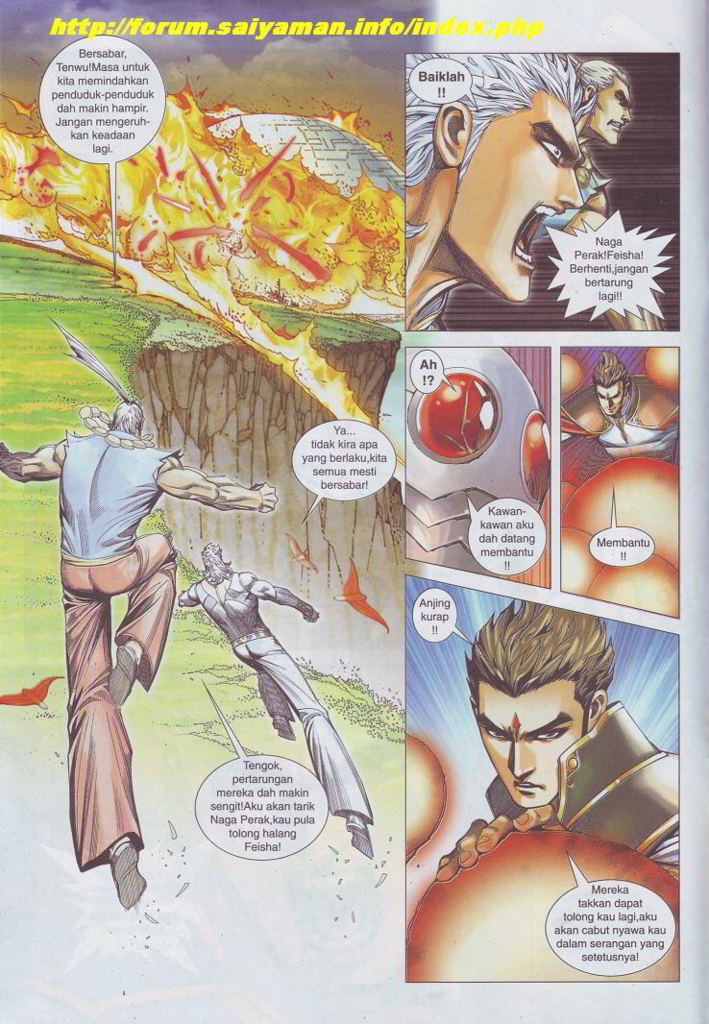 http://forum.saiyaman.info/index.php
Bersabar,
Tenwu!Masa untuk
kita memindahkan
penduduk-penduduk
dah makin hampir.
Jangan mengeruh-
kan keadaan
lagi.
Ya...
tidak kira apa
yang berlaku,kita
semua mesti
bersabar!
Tengok,
pertarungan
mereka dah makin
sengit!Aku akan tarik
Naga Perak,kau pula
tolong halang
Feisha!
Baiklah
!!
Naga
Perak!Feisha!
Berhenti,jangan
bertarung
lagi!!
Ah
!?
Kawan-
kawan aku
dah datang
membantu
!!
Membantu
!!
Anjing
kurap
!!
Mereka
takkan dapat
tolong kau lagi,aku
akan cabut nyawa kau
dalam serangan yang
setetusnya!